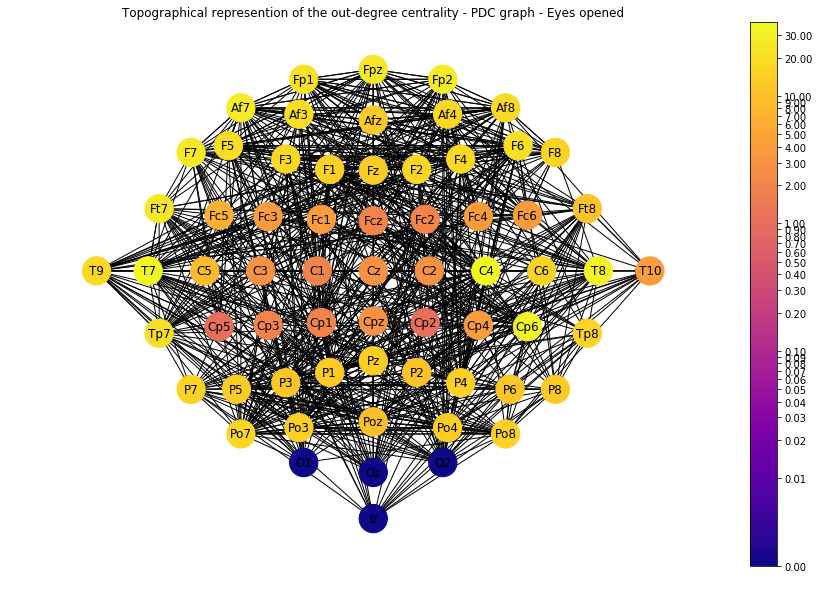 Topographical represention of the out-degree centrality - PDC graph - Eyes opened
Fpz
Fp1 Fp2
Af7 Af8
Af3 Af4
Afz
F5 F6
F7 F8
F3 F4
F1 Fz F2
Ft7 Ft8
Fc5 Fc3 Fc1 Fcz Fc2 Fc4 Fc6
T9 T7 C5 C3 C1 Cz C2 C4 C6 T8 T10
Tp7 Cp5 Cp3 Cp1 Cpz Cp2 Cp4 Cp6 Tp8
Pz
P1 P2
P3 P4
P7 P5 P6 P8
Poz
Po7 Po3 Po4 Po8
O1 O2
Oz
Iz
30.00
20.00
10.00
9.00
8.00
7.00
6.00
5.00
4.00
3.00
2.00
1.00
0.90
0.80
0.70
0.60
0.50
0.40
0.30
0.20
0.10
0.09
0.08
0.07
0.06
0.05
0.04
0.03
0.02
0.01
0.00